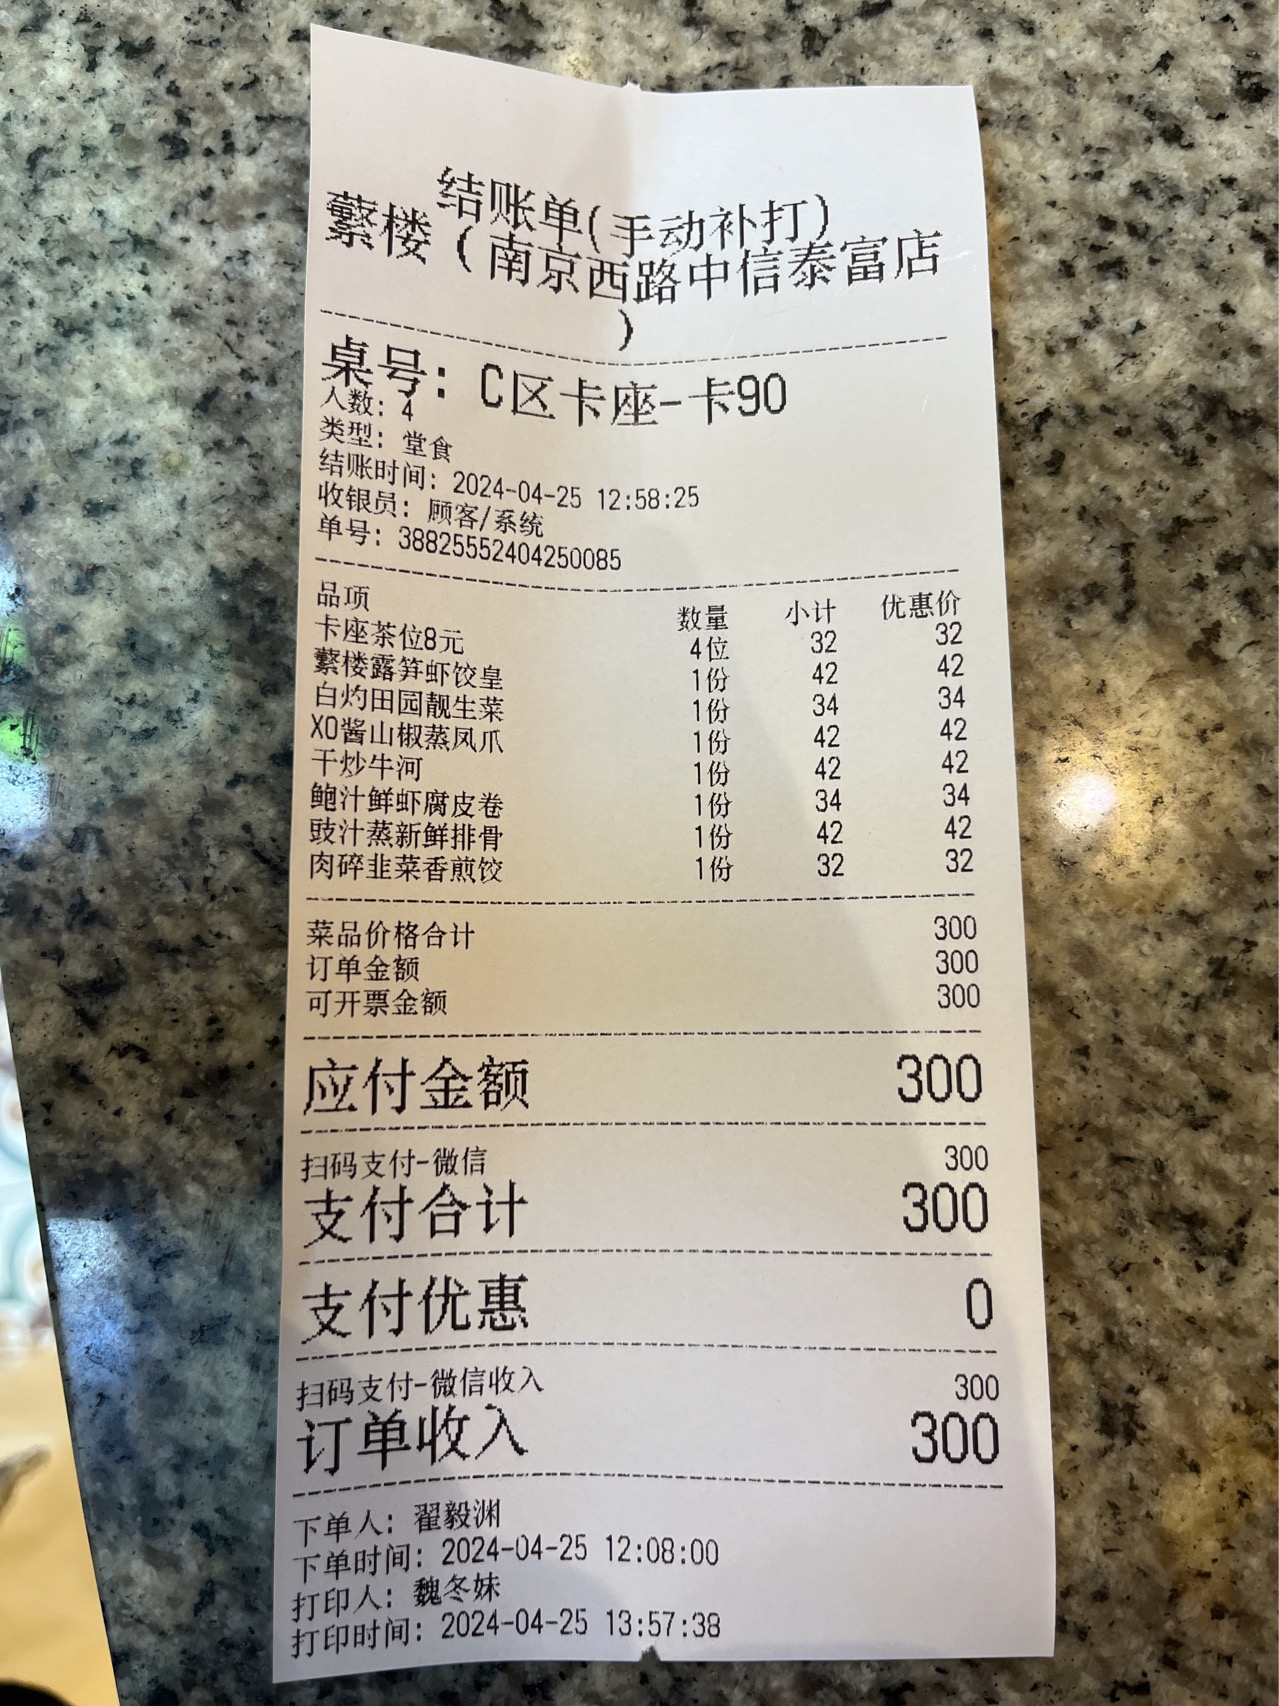 结账单(手动补打)
蘩楼（南京西路中信泰富店
）
桌号: C区卡座-卡90
人数: 4
类型: 堂食
结账时间: 2024-04-25 12:58:25
收银员: 顾客/系统
单号: 38825552404250085
品项 数量 小计 优惠价
卡座茶位8元 4位 32 32
蘩楼露笋虾饺皇 1份 42 42
白灼田园靓生菜 1份 34 34
XO酱山椒蒸凤爪 1份 42 42
干炒牛河 1份 42 42
鲍汁鲜虾腐皮卷 1份 34 34
豉汁蒸新鲜排骨 1份 42 42
肉碎韭菜香煎饺 1份 32 32
菜品价格合计 300
订单金额 300
可开票金额 300
应付金额 300
扫码支付-微信 300
支付合计 300
支付优惠 0
扫码支付-微信收入 300
订单收入 300
下单人: 翟毅渊
下单时间: 2024-04-25 12:08:00
打印人: 魏冬妹
打印时间: 2024-04-25 13:57:38